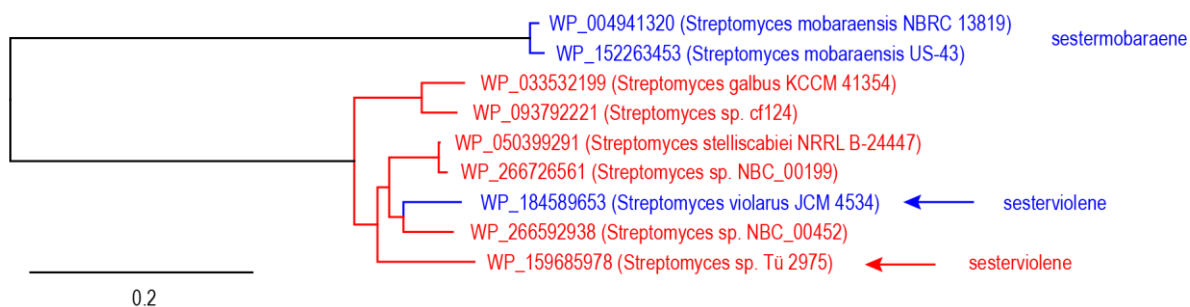 WP_004941320 (Streptomyces mobaraensis NBRC 13819)
sestermobaraene
WP_152263453 (Streptomyces mobaraensis US-43)
WP_033532199 (Streptomyces galbus KCCM 41354)
WP_093792221 (Streptomyces sp. cf124)
WP_050399291 (Streptomyces stelliscabiei NRRL B-24447)
WP_266726561 (Streptomyces sp. NBC_00199)
WP_184589653 (Streptomyces violarus JCM 4534) sesterviolene
WP_266592938 (Streptomyces sp. NBC_00452)
WP_159685978 (Streptomyces sp. Tü 2975) sesterviolene
0.2